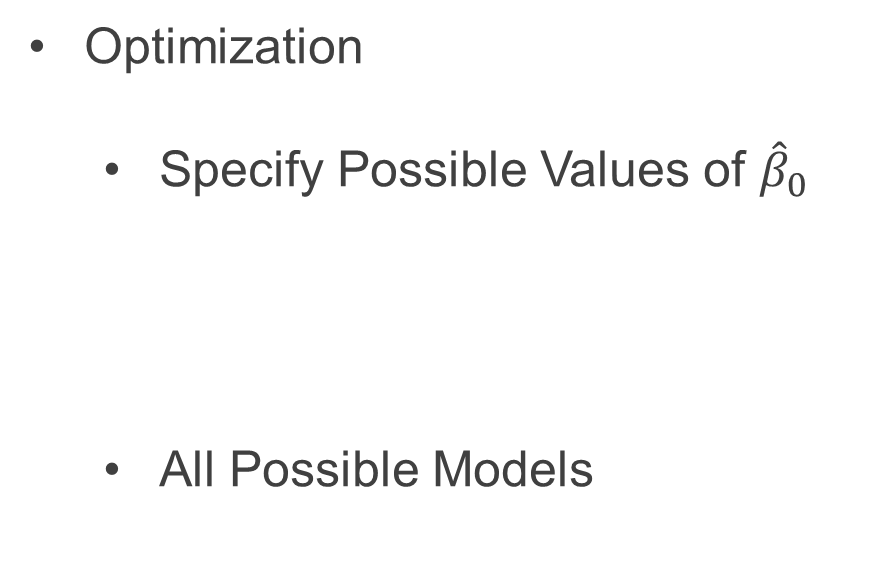 • Optimization
• Specify Possible Values of β̂₀
• All Possible Models